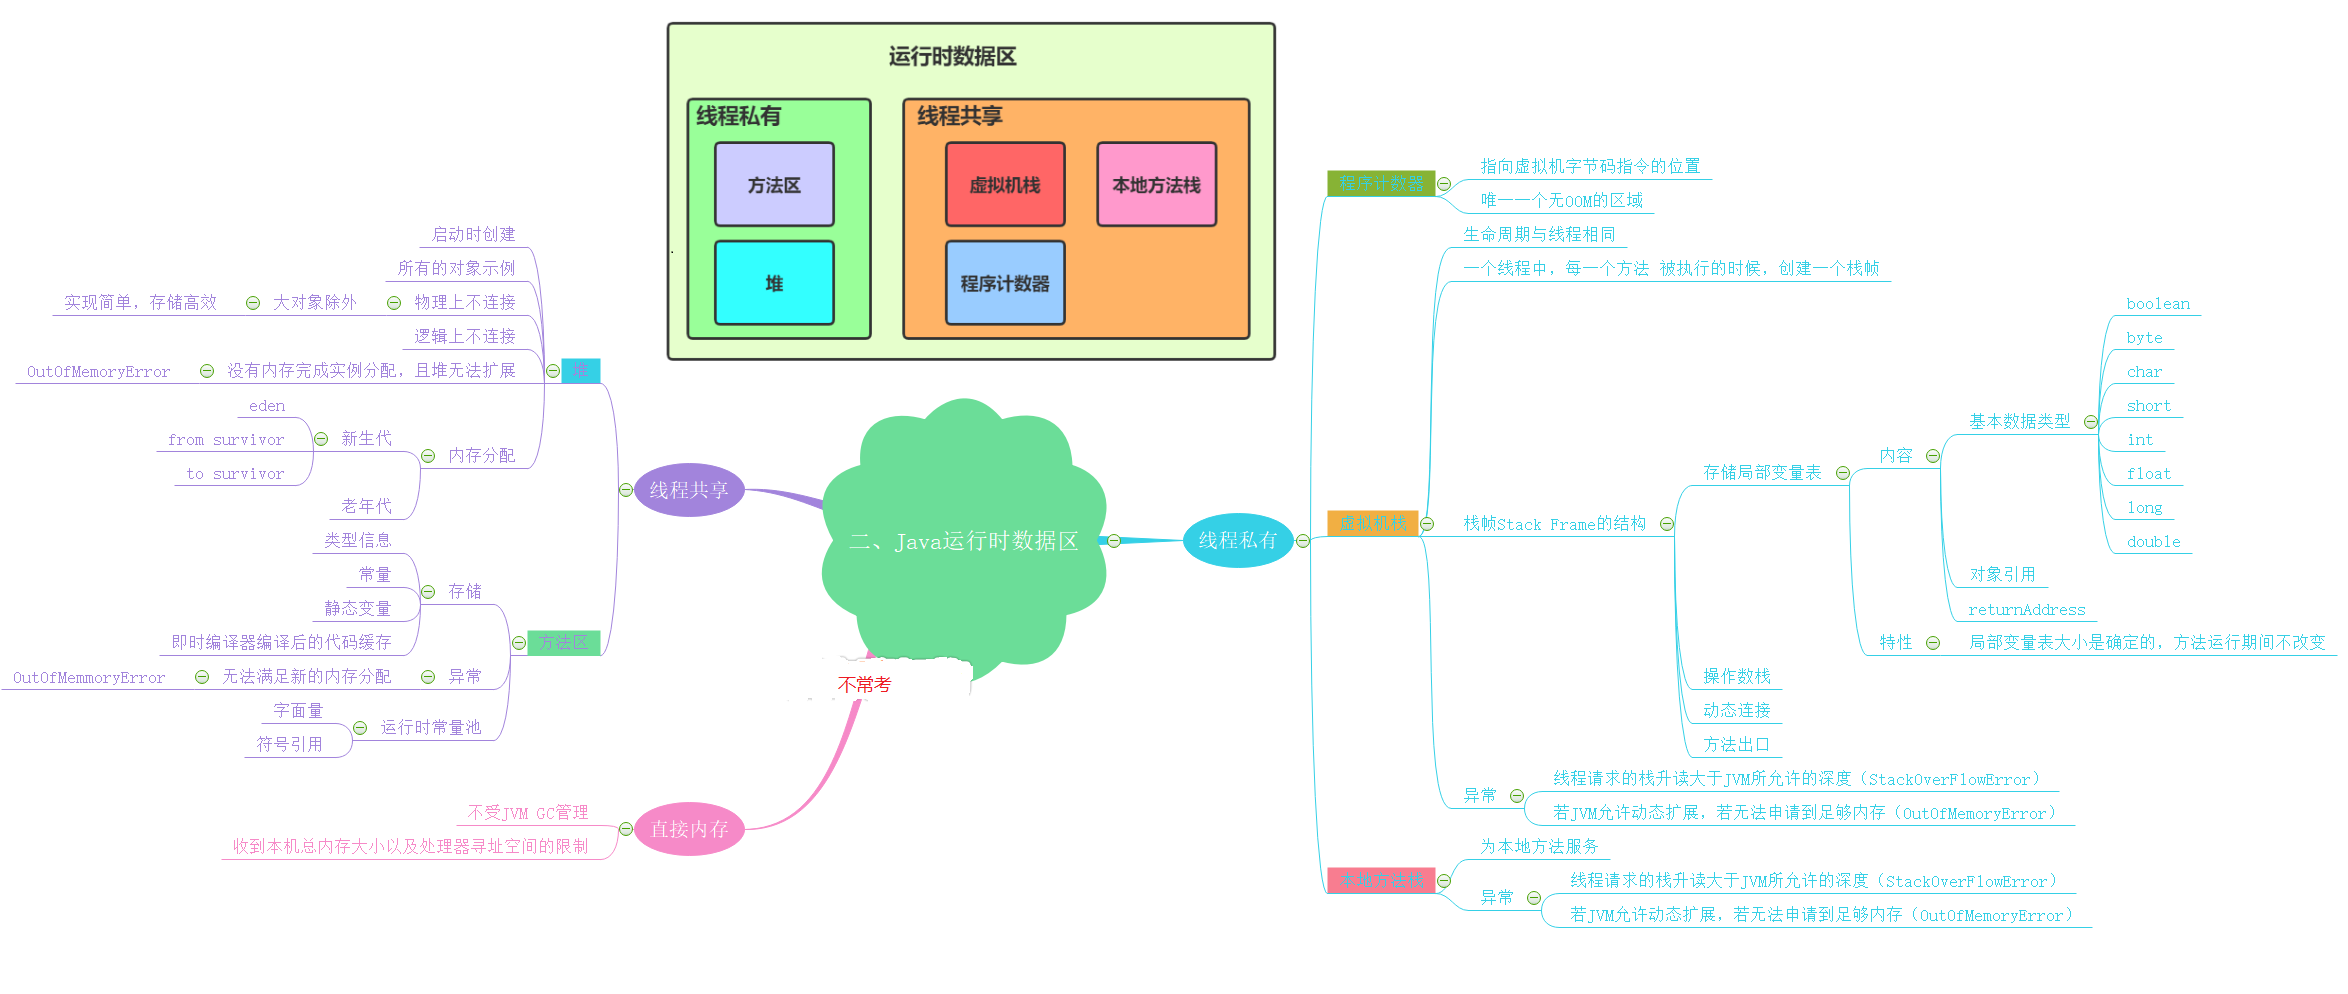 运行时数据区
线程私有
方法区
堆
线程共享
虚拟机栈
本地方法栈
程序计数器
二、Java运行时数据区
不常考
线程共享
堆
启动时创建
所有的对象示例
物理上不连接
大对象除外
实现简单，存储高效
逻辑上不连接
没有内存完成实例分配，且堆无法扩展
OutOfMemoryError
内存分配
新生代
eden
from survivor
to survivor
老年代
方法区
存储
类型信息
常量
静态变量
即时编译器编译后的代码缓存
异常
无法满足新的内存分配
OutOfMemmoryError
运行时常量池
字面量
符号引用
直接内存
不受JVM GC管理
收到本机总内存大小以及处理器寻址空间的限制
线程私有
程序计数器
指向虚拟机字节码指令的位置
唯一一个无OOM的区域
虚拟机栈
生命周期与线程相同
一个线程中，每一个方法 被执行的时候，创建一个栈帧
栈帧Stack Frame的结构
存储局部变量表
内容
基本数据类型
boolean
byte
char
short
int
float
long
double
对象引用
returnAddress
特性
局部变量表大小是确定的，方法运行期间不改变
操作数栈
动态连接
方法出口
异常
线程请求的栈升读大于JVM所允许的深度（StackOverFlowError）
若JVM允许动态扩展，若无法申请到足够内存（OutOfMemoryError）
本地方法栈
为本地方法服务
异常
线程请求的栈升读大于JVM所允许的深度（StackOverFlowError）
若JVM允许动态扩展，若无法申请到足够内存（OutOfMemoryError）